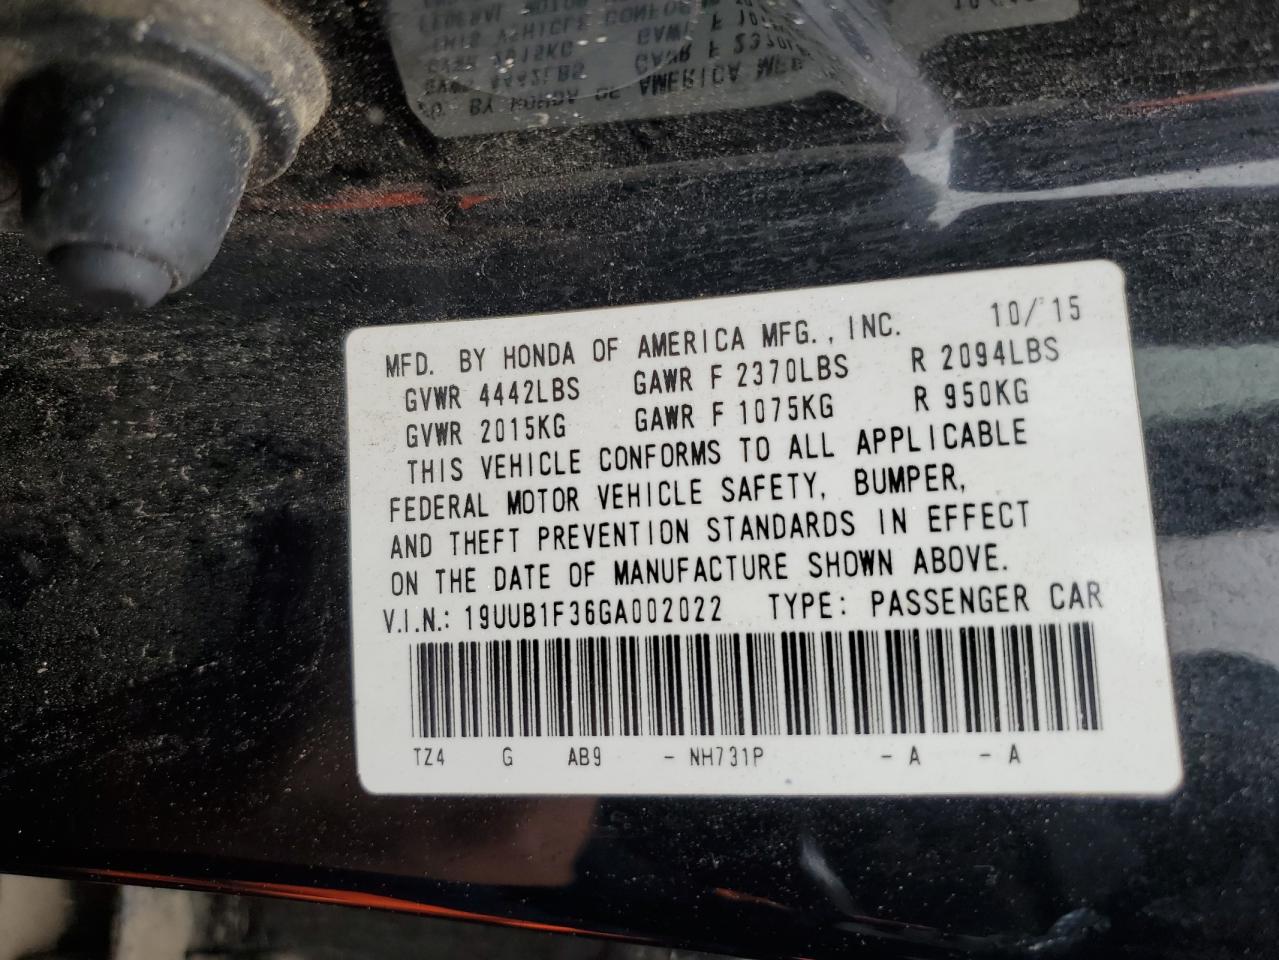 MFD. BY HONDA OF AMERICA MFG., INC. 10/'15
GVWR 4442LBS GAWR F 2370LBS R 2094LBS
GVWR 2015KG GAWR F 1075KG R 950KG
THIS VEHICLE CONFORMS TO ALL APPLICABLE
FEDERAL MOTOR VEHICLE SAFETY, BUMPER,
AND THEFT PREVENTION STANDARDS IN EFFECT
ON THE DATE OF MANUFACTURE SHOWN ABOVE.
V.I.N.: 19UUB1F36GA002022 TYPE: PASSENGER CAR
TZ4 G AB9 - NH731P - A - A